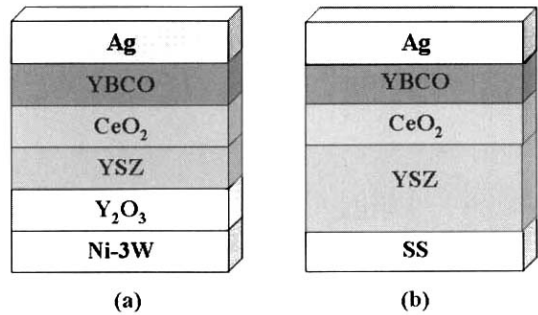 Ag
YBCO
CeO₂
YSZ
Y₂O₃
Ni-3W
(a)
Ag
YBCO
CeO₂
YSZ
SS
(b)